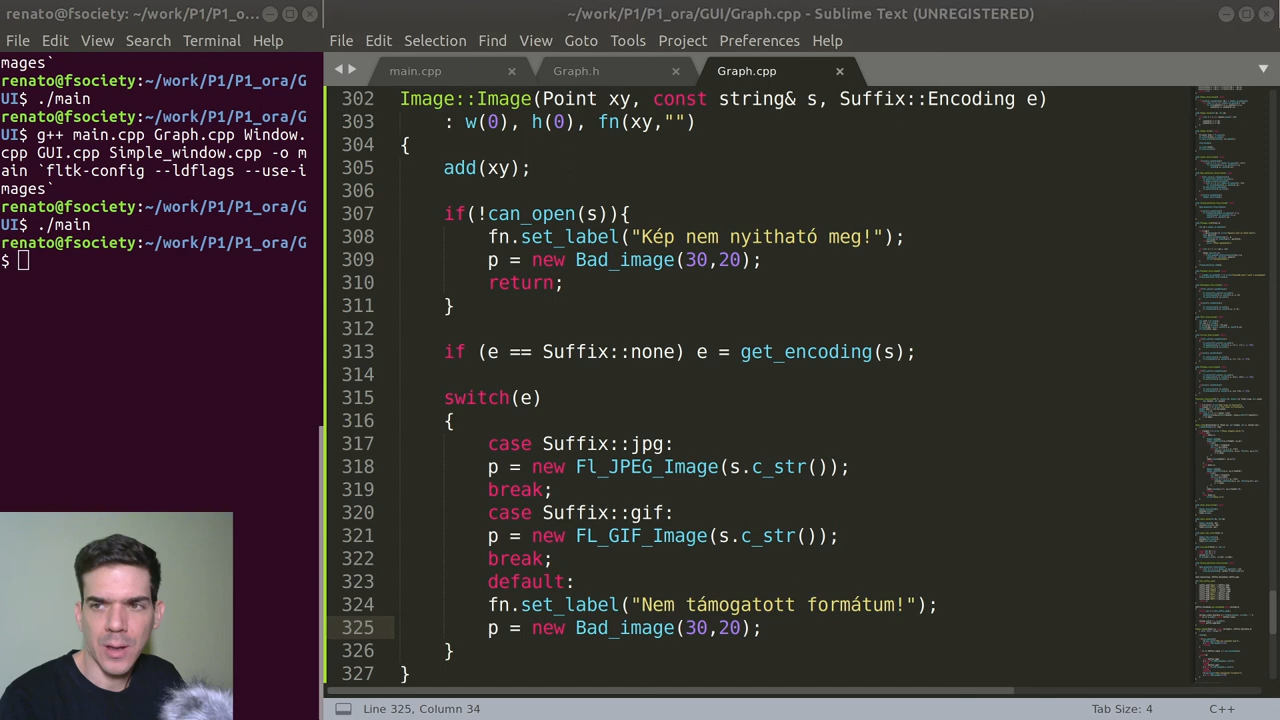 renato@fsociety: ~/work/P1/P1_o...
File Edit View Search Terminal Help
mages`
renato@fsociety:~/work/P1/P1_ora/G
UI$ ./main
renato@fsociety:~/work/P1/P1_ora/G
UI$ g++ main.cpp Graph.cpp Window.
cpp GUI.cpp Simple_window.cpp -o m
ain `fltk-config --ldflags --use-i
mages`
renato@fsociety:~/work/P1/P1_ora/G
UI$ ./main
renato@fsociety:~/work/P1/P1_ora/GUI
$
~/work/P1/P1_ora/GUI/Graph.cpp - Sublime Text (UNREGISTERED)
File Edit Selection Find View Goto Tools Project Preferences Help
main.cpp Graph.h Graph.cpp
302 Image::Image(Point xy, const string& s, Suffix::Encoding e)
303 : w(0), h(0), fn(xy,"")
304 {
305 add(xy);
306
307 if(!can_open(s)){
308 fn.set_label("Kép nem nyitható meg!");
309 p = new Bad_image(30,20);
310 return;
311 }
312
313 if (e == Suffix::none) e = get_encoding(s);
314
315 switch(e)
316 {
317 case Suffix::jpg:
318 p = new Fl_JPEG_Image(s.c_str());
319 break;
320 case Suffix::gif:
321 p = new FL_GIF_Image(s.c_str());
322 break;
323 default:
324 fn.set_label("Nem támogatott formátum!");
325 p = new Bad_image(30,20);
326 }
327 }
Line 325, Column 34
Tab Size: 4
C++